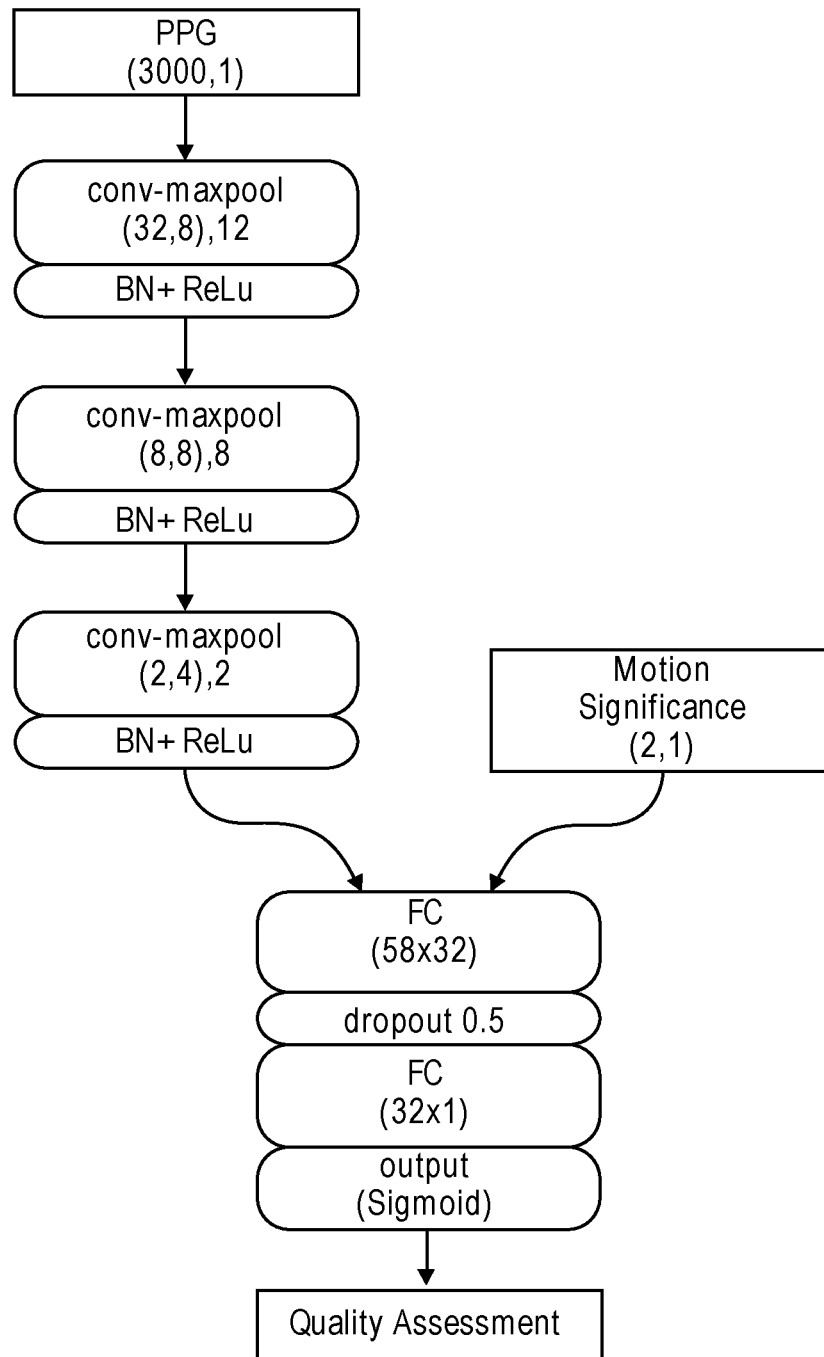 PPG
(3000,1)
conv-maxpool
(32,8),12
BN+ ReLu
conv-maxpool
(8,8),8
BN+ ReLu
conv-maxpool
(2,4),2
BN+ ReLu
Motion
Significance
(2,1)
FC
(58x32)
dropout 0.5
FC
(32x1)
output
(Sigmoid)
Quality Assessment